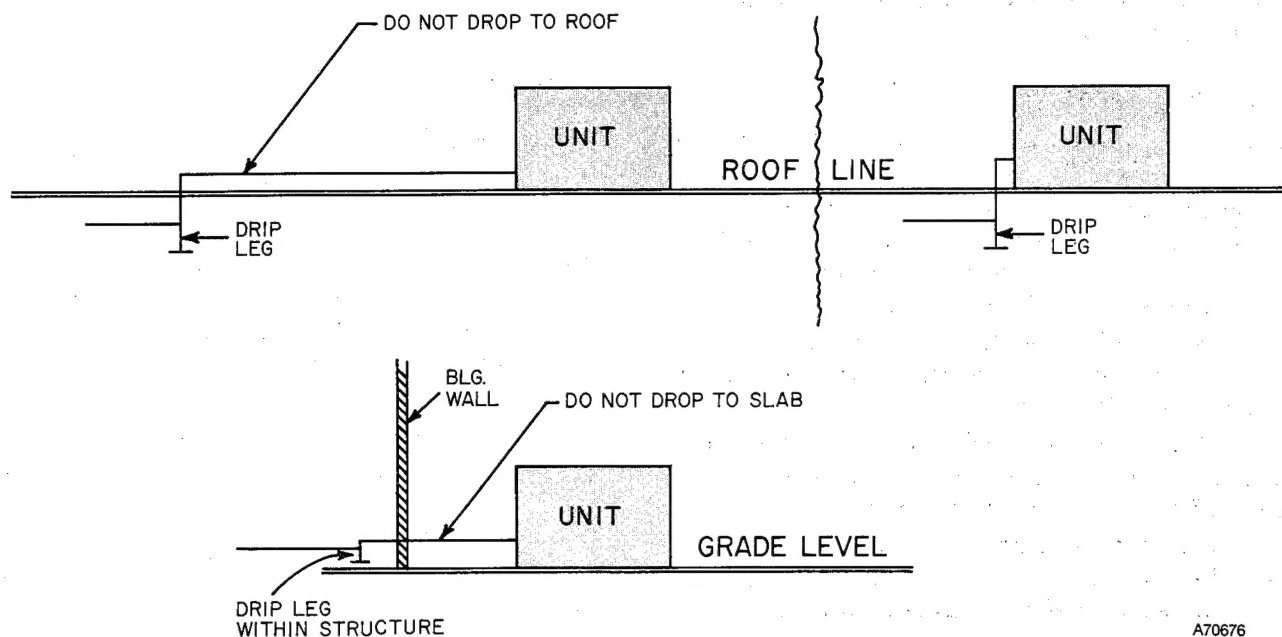 DO NOT DROP TO ROOF
UNIT
UNIT
ROOF LINE
DRIP
LEG
DRIP
LEG
BLG.
WALL
DO NOT DROP TO SLAB
UNIT
GRADE LEVEL
DRIP LEG
WITHIN STRUCTURE
A70676